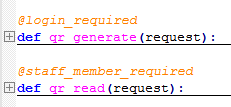 @login_required
def qr_generate(request):
@staff_member_required
def qr_read(request):